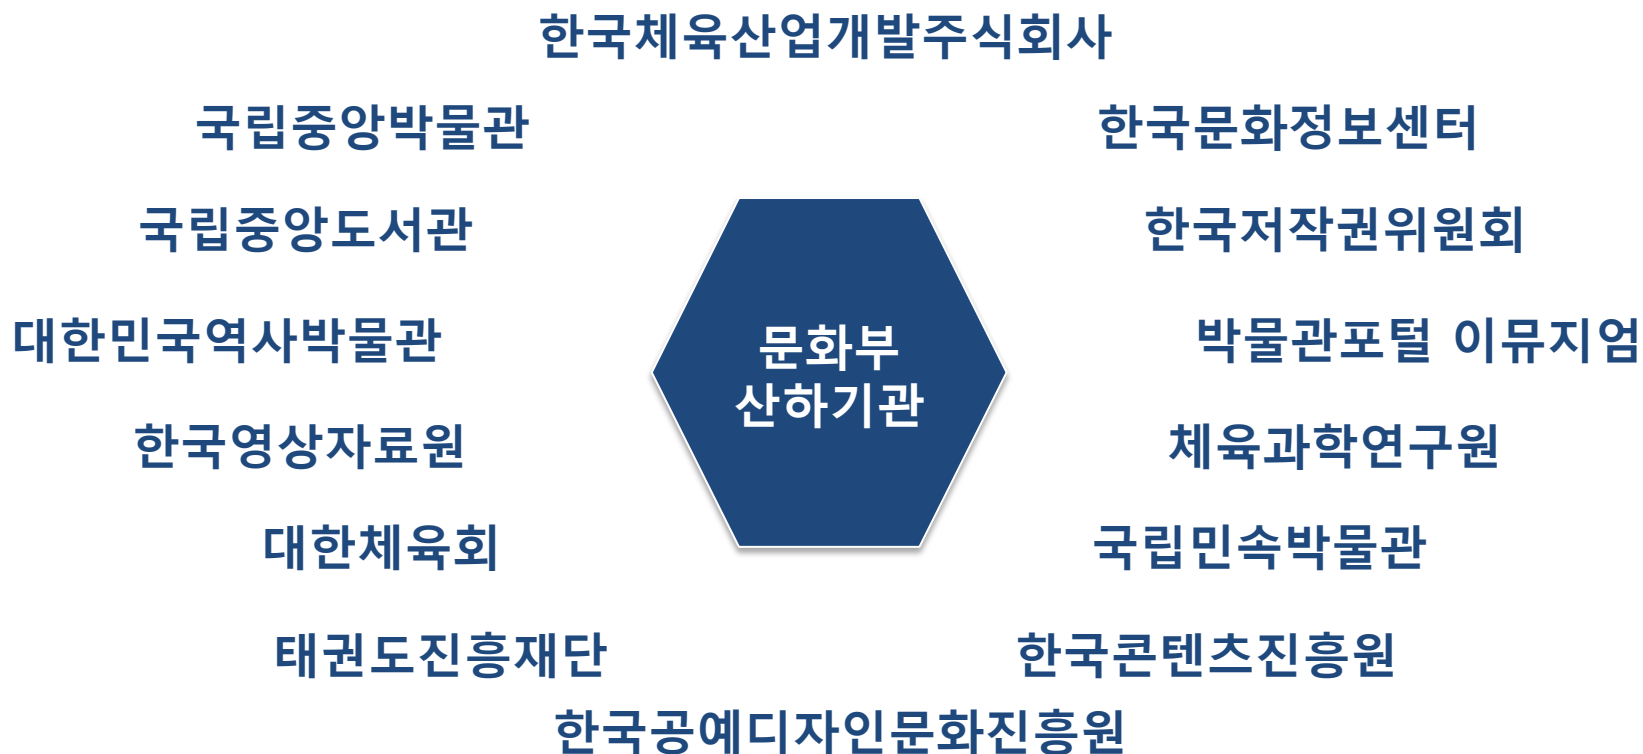 한국체육산업개발주식회사
국립중앙박물관
한국문화정보센터
국립중앙도서관
한국저작권위원회
대한민국역사박물관
박물관포털 이뮤지엄
문화부
산하기관
한국영상자료원
체육과학연구원
대한체육회
국립민속박물관
태권도진흥재단
한국콘텐츠진흥원
한국공예디자인문화진흥원